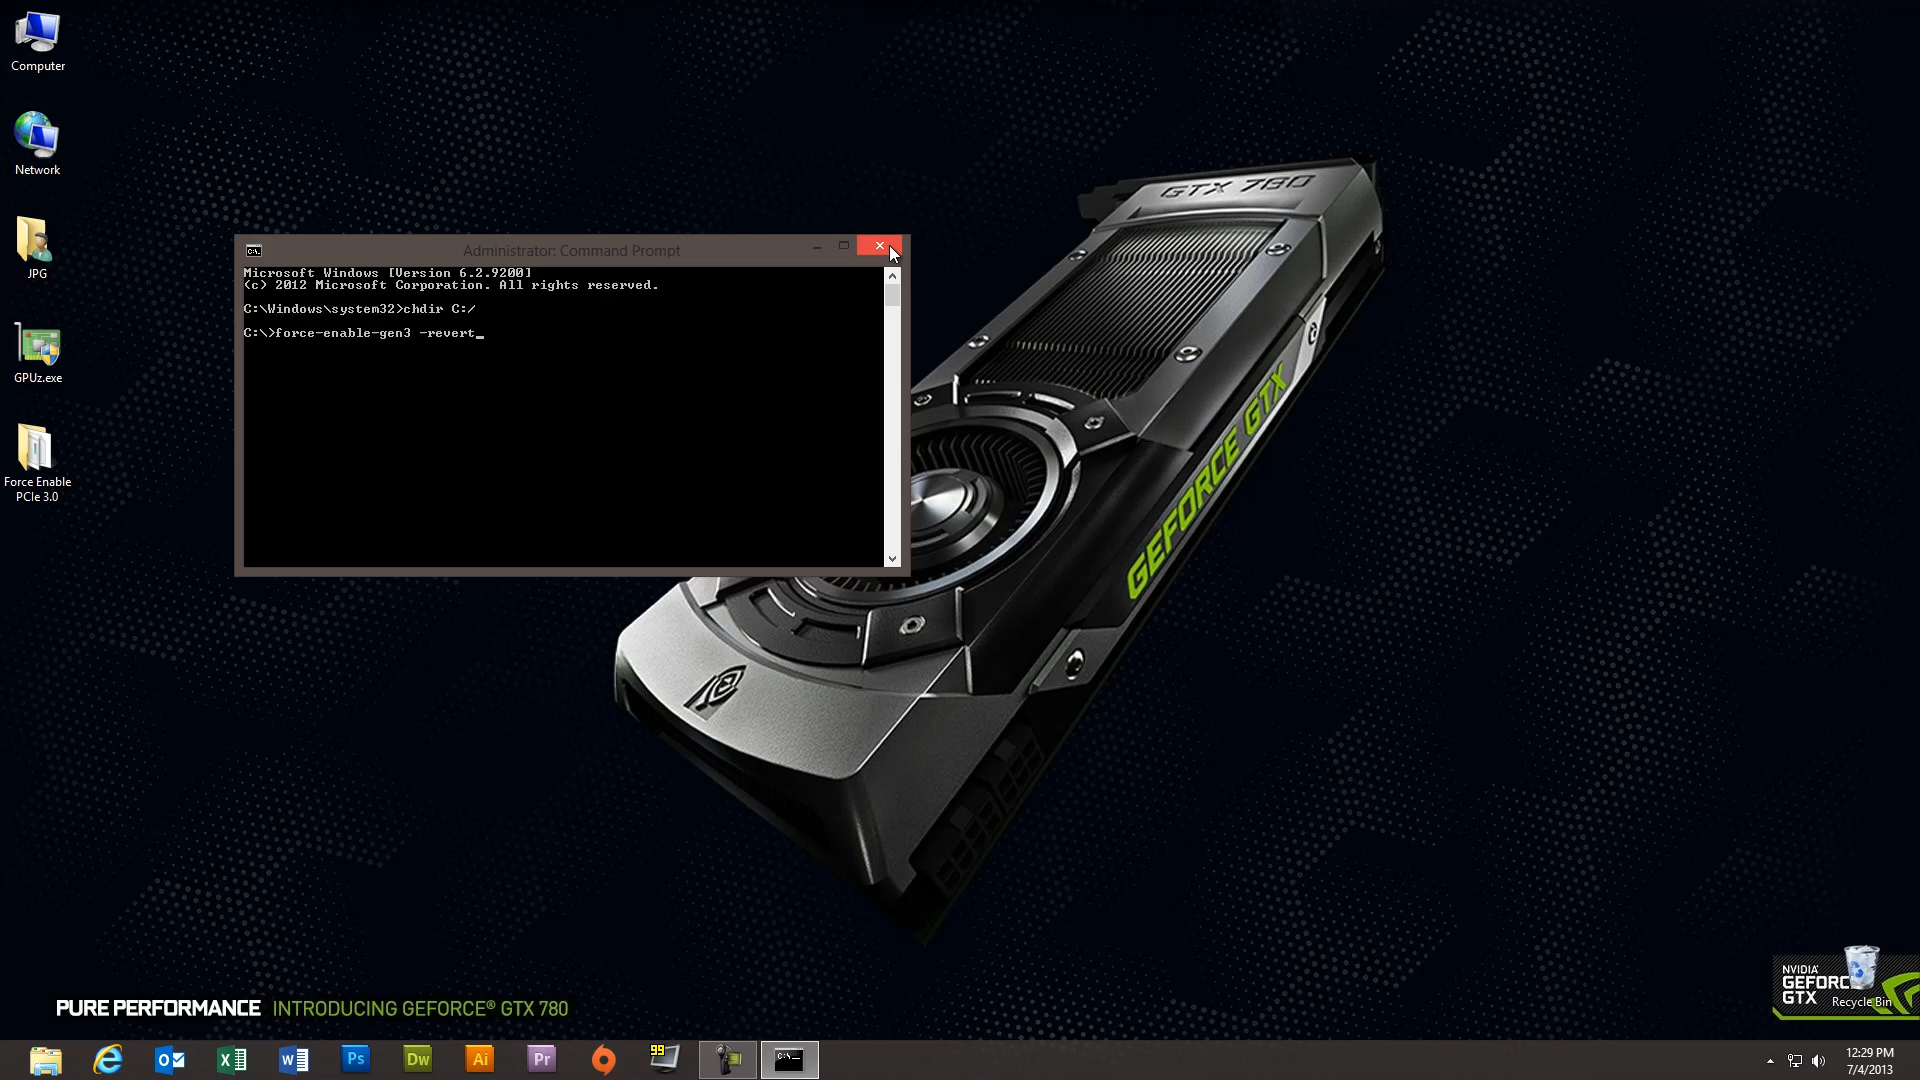 Computer
Network
JPG
GPUz.exe
Force Enable
PCIe 3.0
Administrator: Command Prompt
Microsoft Windows [Version 6.2.9200]
(c) 2012 Microsoft Corporation. All rights reserved.
C:\Windows\system32>chdir C:/
C:\>force-enable-gen3 -revert_
GTX 780
GEFORCE GTX
PURE PERFORMANCE INTRODUCING GEFORCE® GTX 780
NVIDIA
GEFORC
GTX
Recycle Bin
C:\.
Ps
Dw
Ai
Pr
99
C:\._
12:29 PM
7/4/2013